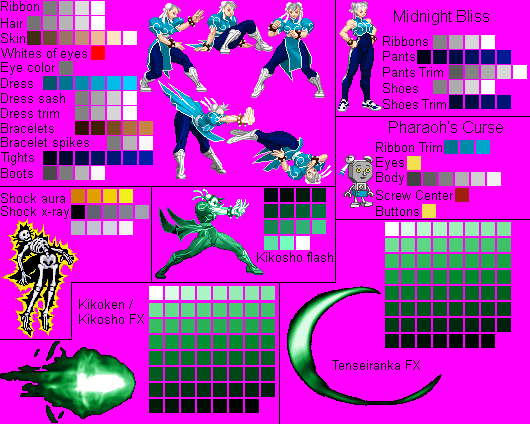 Ribbon
Hair
Skin
Whites of eyes
Eye color
Dress
Dress sash
Dress trim
Bracelets
Bracelet spikes
Tights
Boots
Midnight Bliss
Ribbons
Pants
Pants Trim
Shoes
Shoes Trim
Pharaoh's Curse
Ribbon Trim
Eyes
Body
Screw Center
Buttons
Shock aura
Shock x-ray
Kikosho flash
Kikoken /
Kikosho FX
Tenseiranka FX